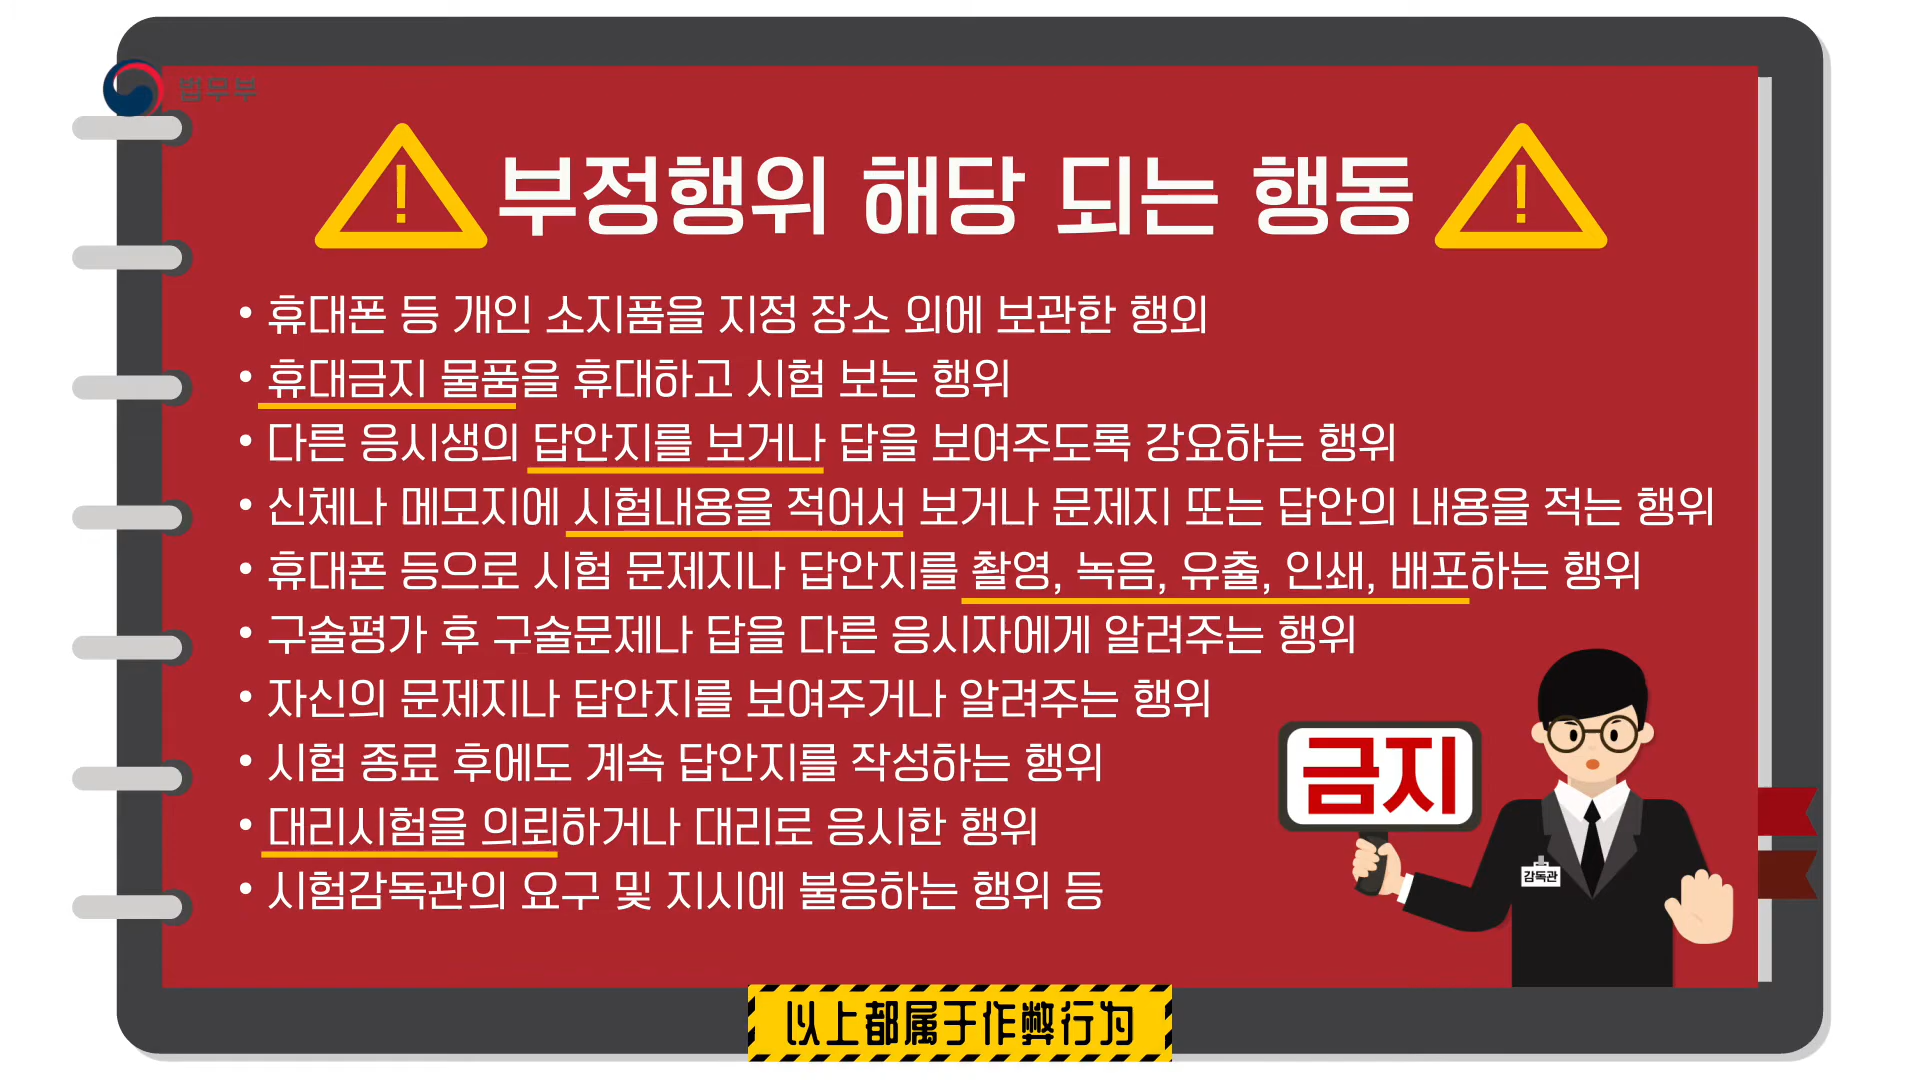 법무부
부정행위 해당 되는 행동
• 휴대폰 등 개인 소지품을 지정 장소 외에 보관한 행외
• 휴대금지 물품을 휴대하고 시험 보는 행위
• 다른 응시생의 답안지를 보거나 답을 보여주도록 강요하는 행위
• 신체나 메모지에 시험내용을 적어서 보거나 문제지 또는 답안의 내용을 적는 행위
• 휴대폰 등으로 시험 문제지나 답안지를 촬영, 녹음, 유출, 인쇄, 배포하는 행위
• 구술평가 후 구술문제나 답을 다른 응시자에게 알려주는 행위
• 자신의 문제지나 답안지를 보여주거나 알려주는 행위
• 시험 종료 후에도 계속 답안지를 작성하는 행위
• 대리시험을 의뢰하거나 대리로 응시한 행위
• 시험감독관의 요구 및 지시에 불응하는 행위 등
금지
감독관
以上都属于作弊行为